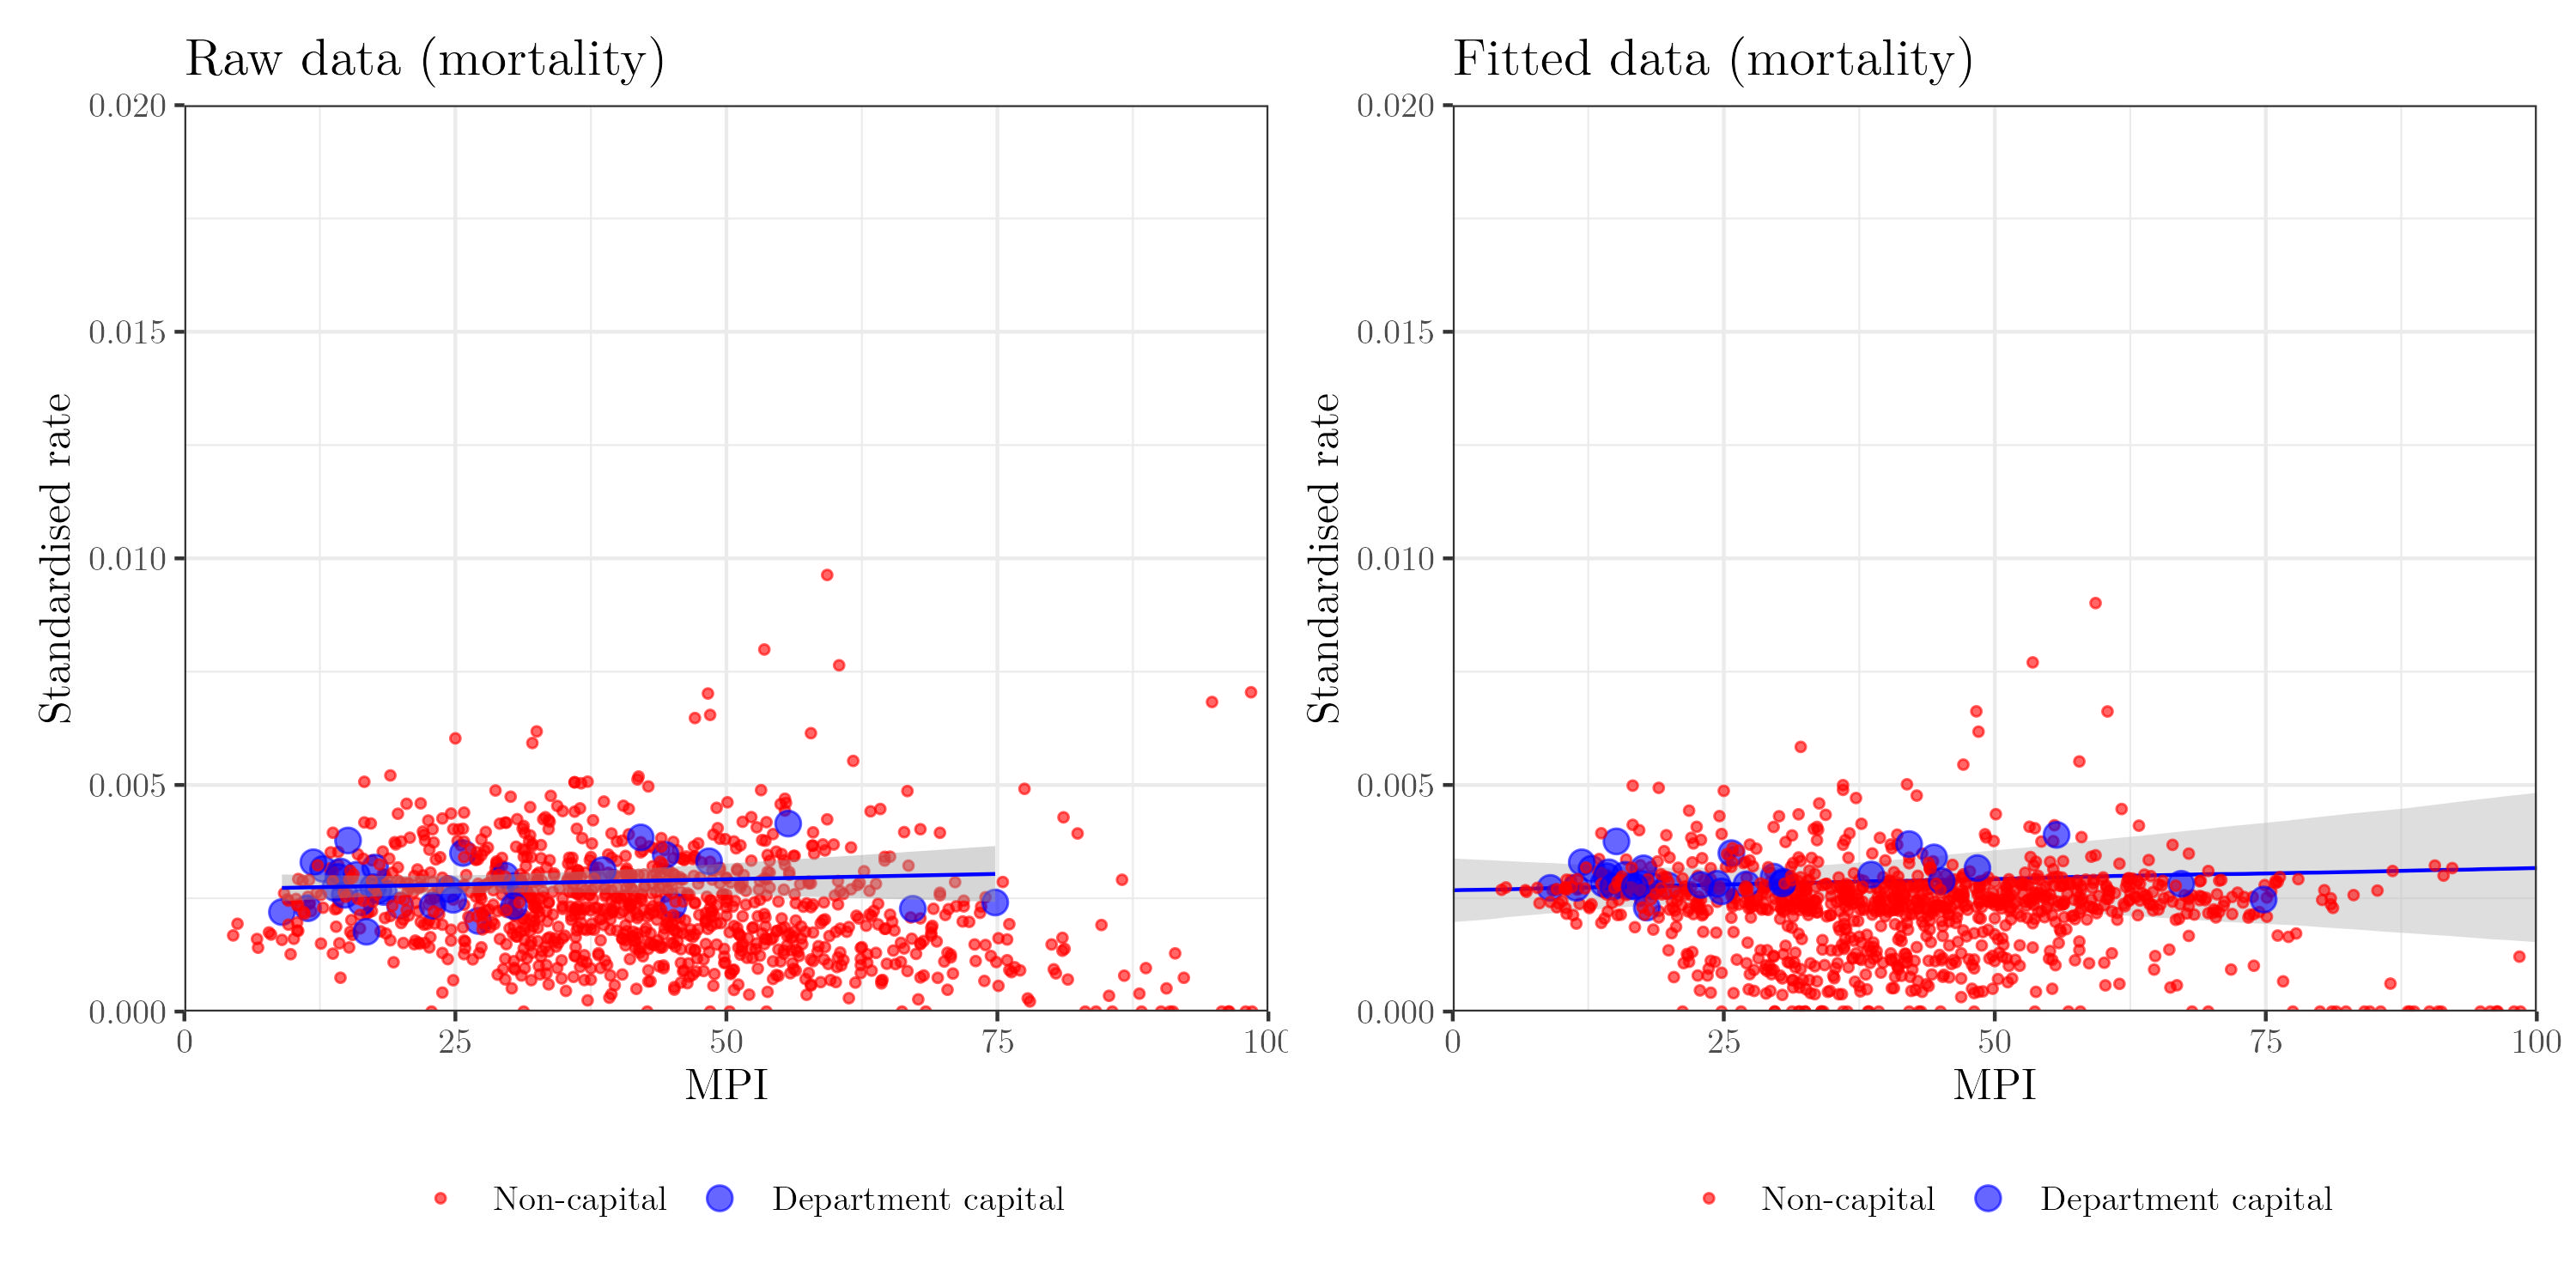 Raw data (mortality)
0.020
0.015
0.010
0.005
0.000
Standardised rate
0 25 50 75 100
MPI
Non-capital Department capital
Fitted data (mortality)
0.020
0.015
0.010
0.005
0.000
Standardised rate
0 25 50 75 100
MPI
Non-capital Department capital